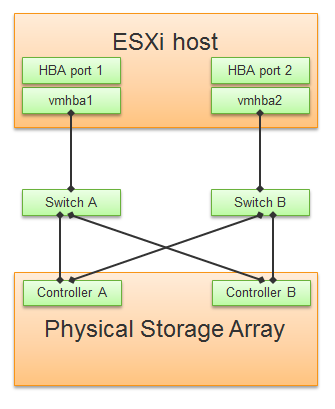 ESXi host
HBA port 1
HBA port 2
vmhba1
vmhba2
Switch A
Switch B
Controller A
Controller B
Physical Storage Array